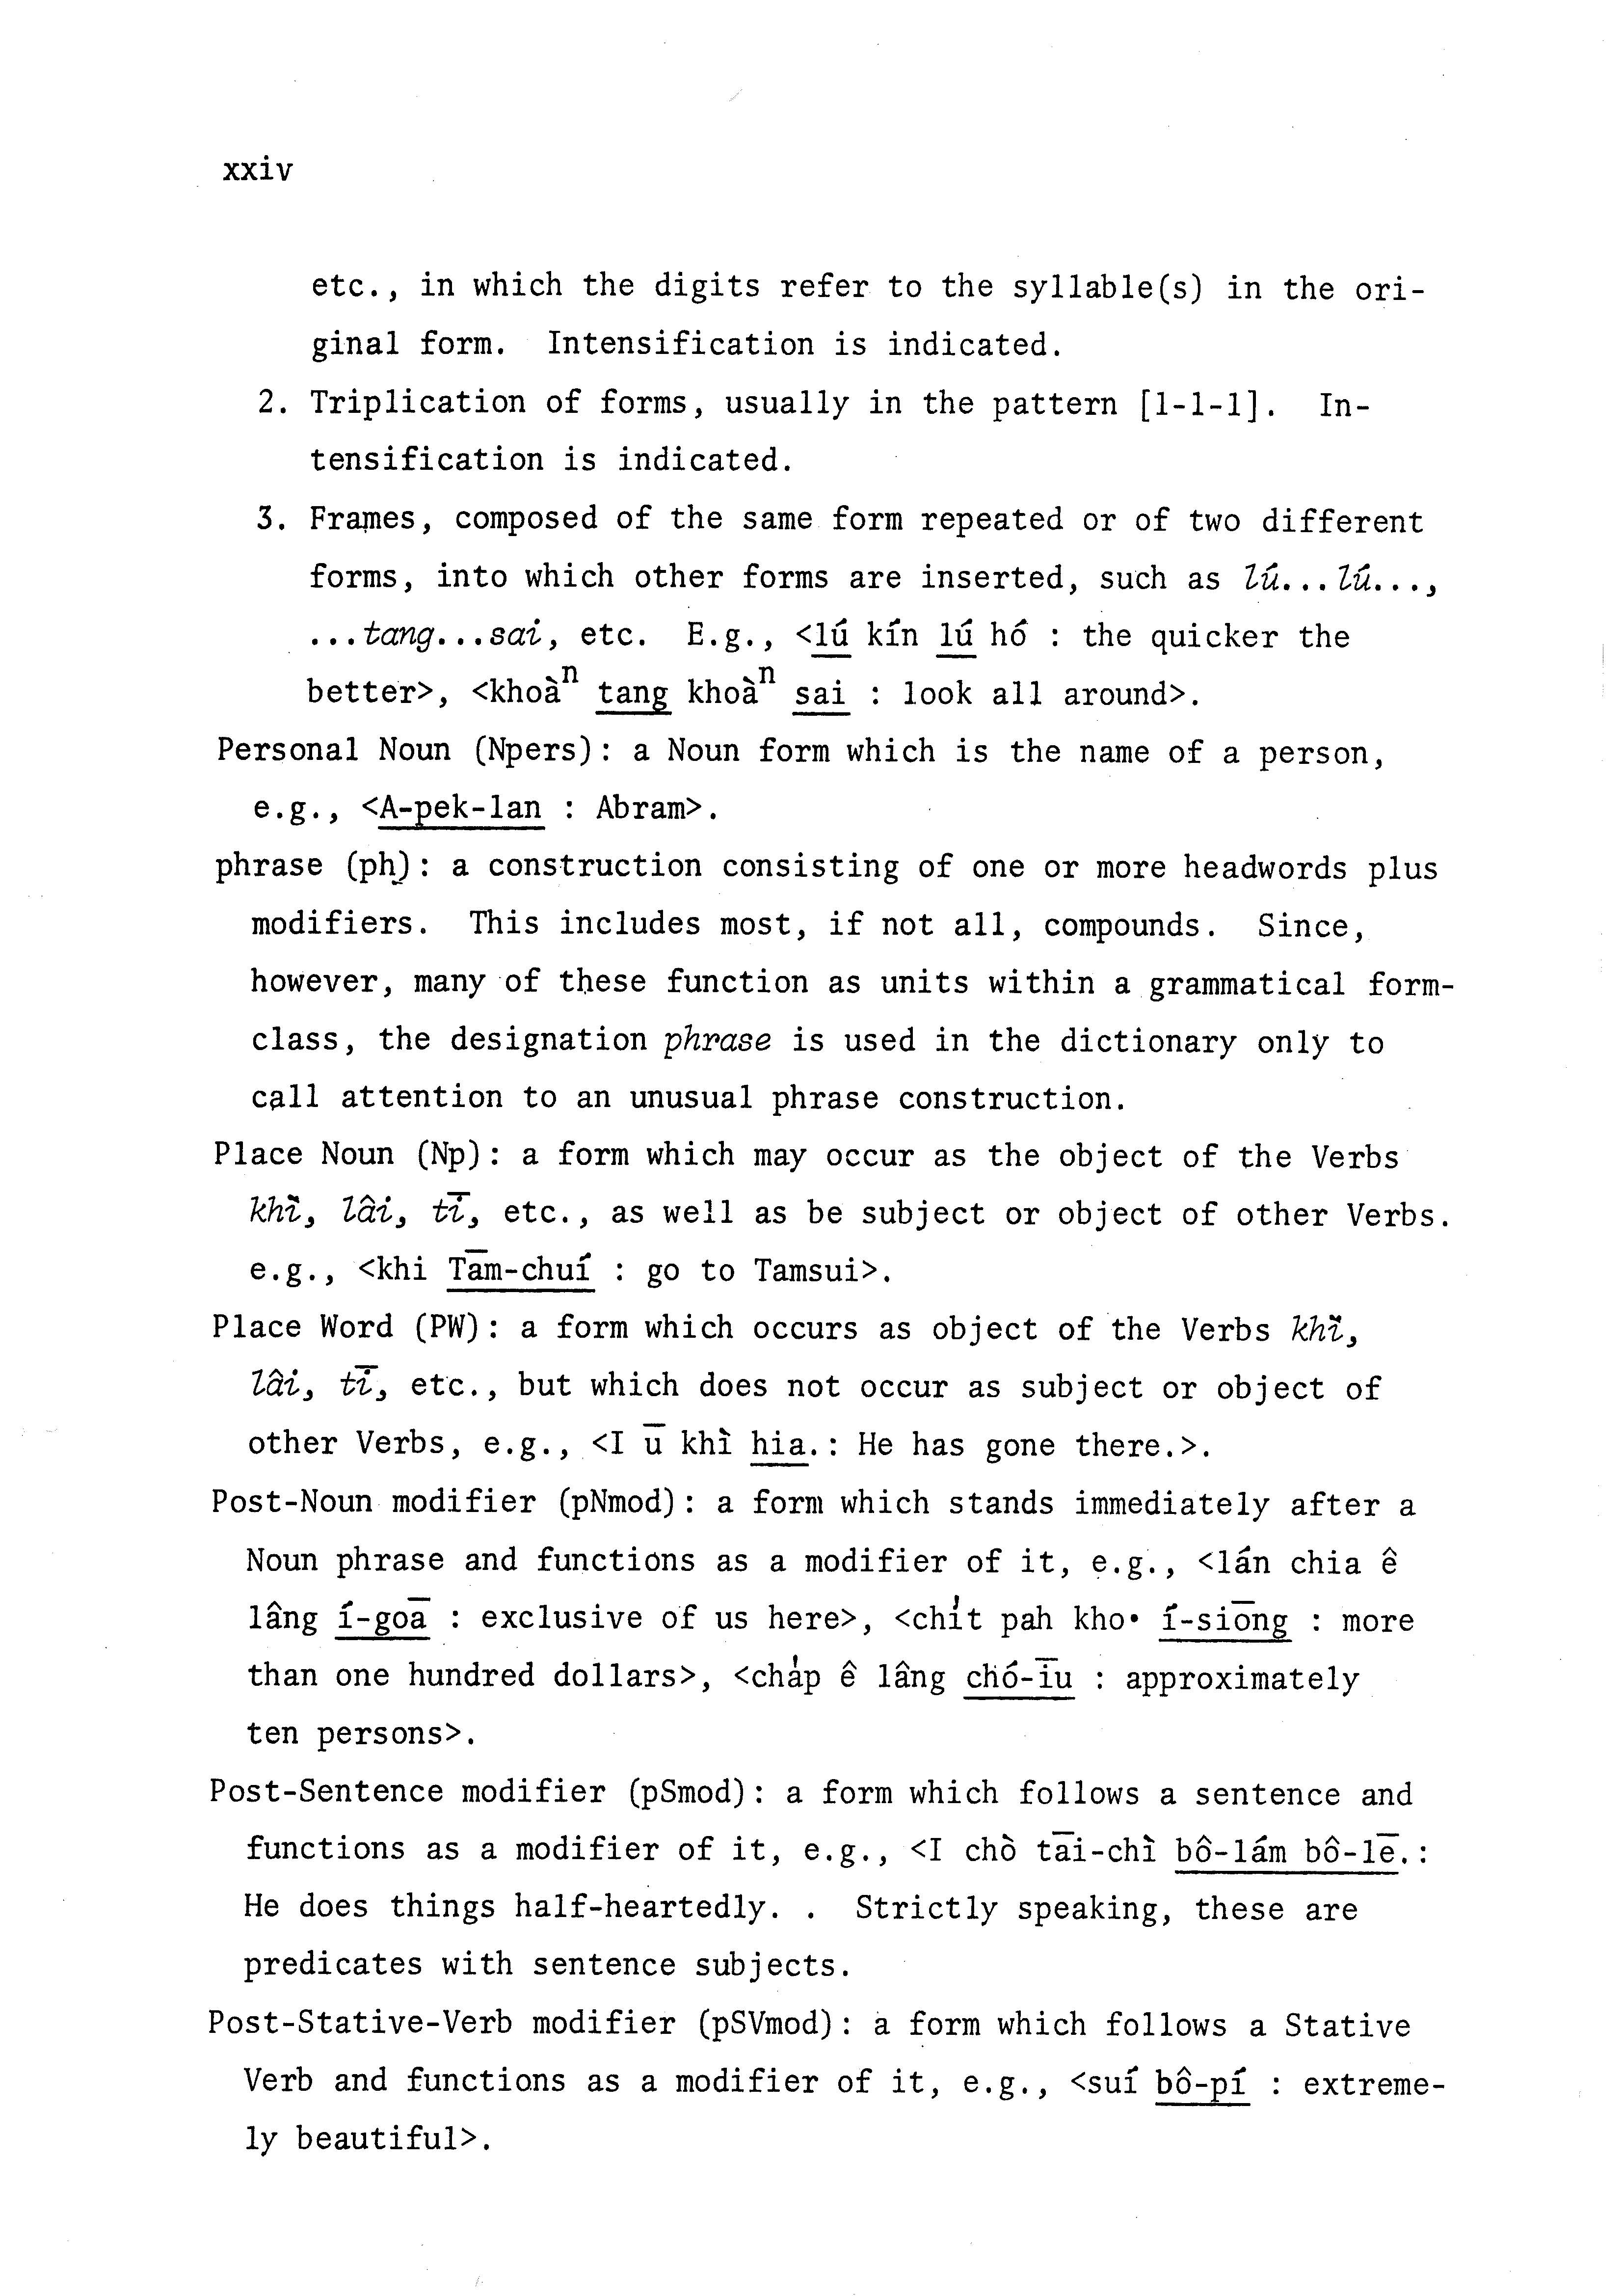 xxiv
etc., in which the digits refer to the syllable(s) in the ori-
ginal form. Intensification is indicated.
2. Triplication of forms, usually in the pattern [1-1-1]. In-
tensification is indicated.
3. Frames, composed of the same form repeated or of two different
forms, into which other forms are inserted, such as lú...lú...,
...tang...sai, etc. E.g., <lú kín lú hó : the quicker the
better>, <khoàⁿ tang khoàⁿ sai : look all around>.
Personal Noun (Npers): a Noun form which is the name of a person,
e.g., <A-pek-lan : Abram>.
phrase (ph): a construction consisting of one or more headwords plus
modifiers. This includes most, if not all, compounds. Since,
however, many of these function as units within a grammatical form-
class, the designation phrase is used in the dictionary only to
call attention to an unusual phrase construction.
Place Noun (Np): a form which may occur as the object of the Verbs
khì, lâi, tī, etc., as well as be subject or object of other Verbs.
e.g., <khi Tām-chuí : go to Tamsui>.
Place Word (PW): a form which occurs as object of the Verbs khì,
lâi, tī, etc., but which does not occur as subject or object of
other Verbs, e.g., <I ū khì hia.: He has gone there.>.
Post-Noun modifier (pNmod): a form which stands immediately after a
Noun phrase and functions as a modifier of it, e.g., <lán chia ê
lâng í-goā : exclusive of us here>, <chi̍t pah kho͘ í-siōng : more
than one hundred dollars>, <cha̍p ê lâng chó-iū : approximately
ten persons>.
Post-Sentence modifier (pSmod): a form which follows a sentence and
functions as a modifier of it, e.g., <I chò tāi-chì bô-lám bô-lē.:
He does things half-heartedly. . Strictly speaking, these are
predicates with sentence subjects.
Post-Stative-Verb modifier (pSVmod): a form which follows a Stative
Verb and functions as a modifier of it, e.g., <suí bô-pí : extreme-
ly beautiful>.